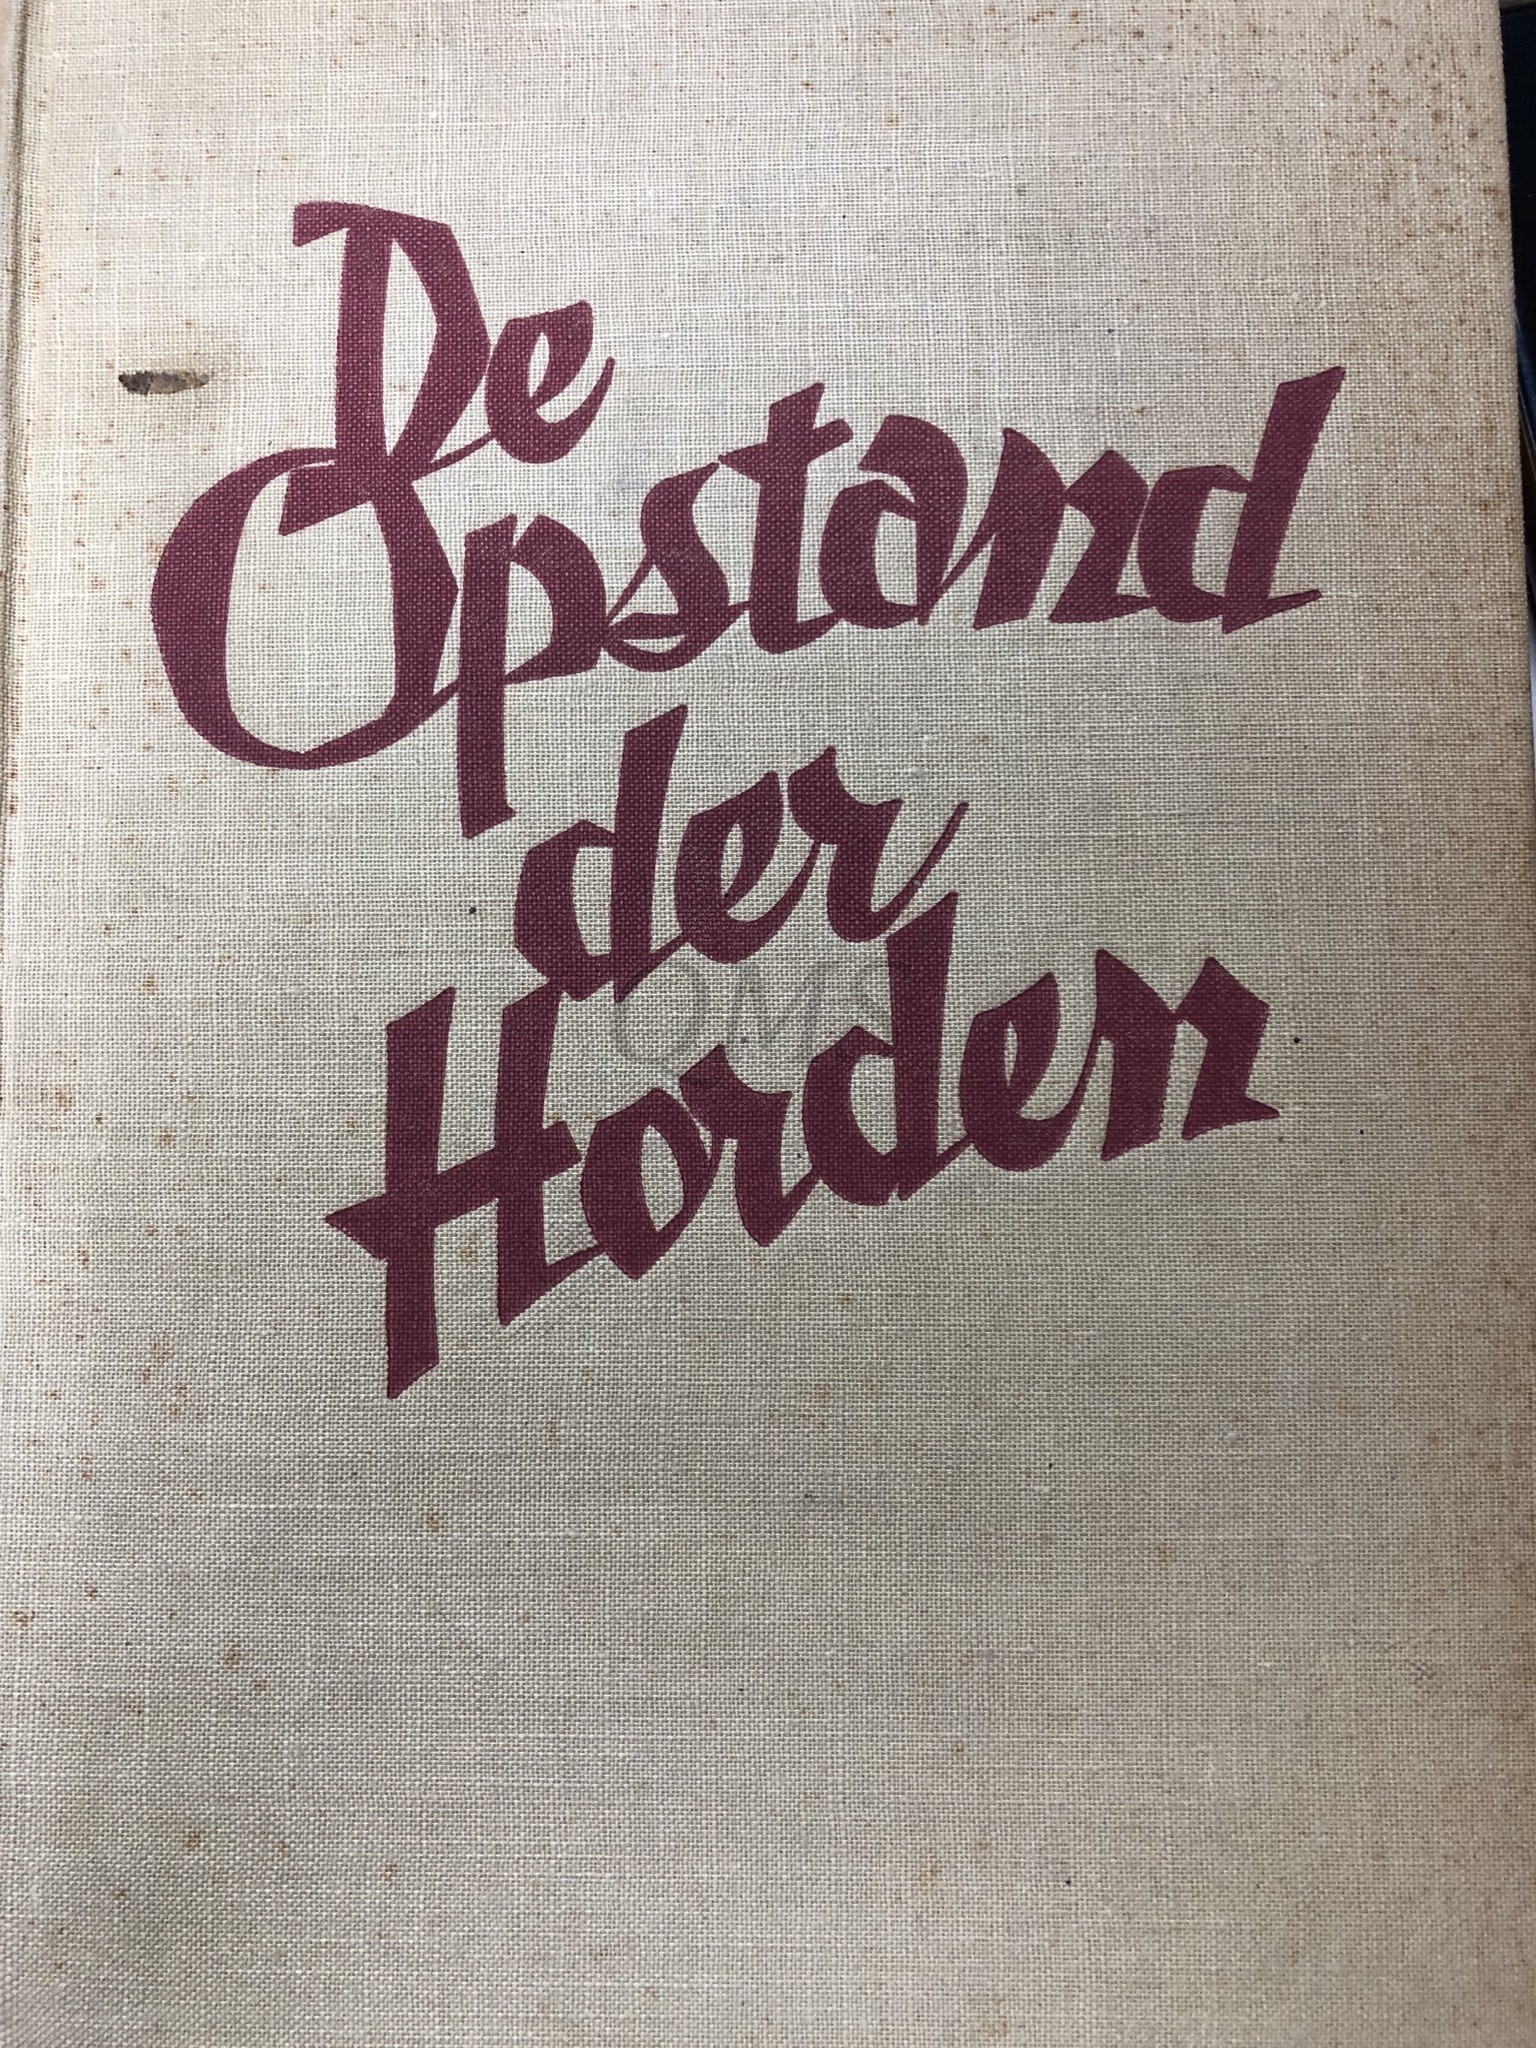 De
Opstand
der
Horden